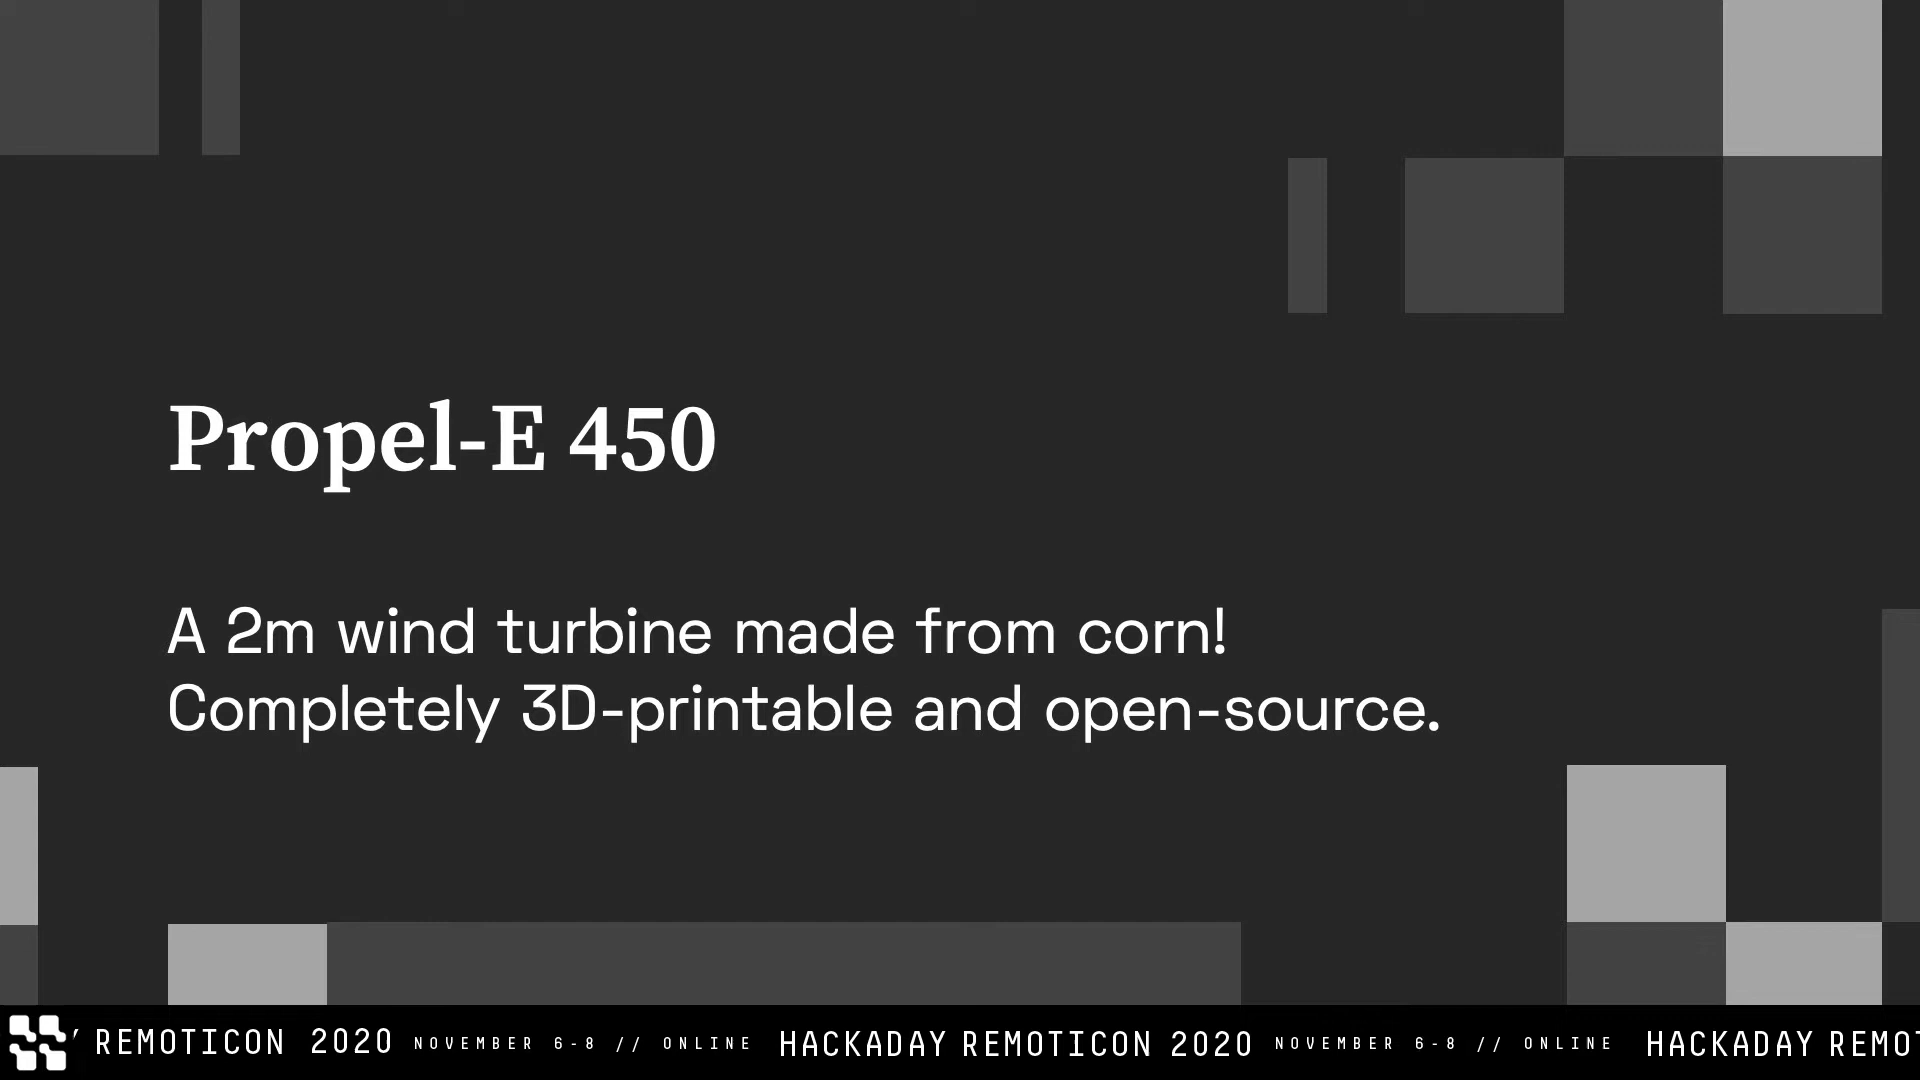 Propel-E 450
A 2m wind turbine made from corn!
Completely 3D-printable and open-source.
REMOTICON 2020 NOVEMBER 6-8 // ONLINE HACKADAY REMOTICON 2020 NOVEMBER 6-8 // ONLINE HACKADAY REMO